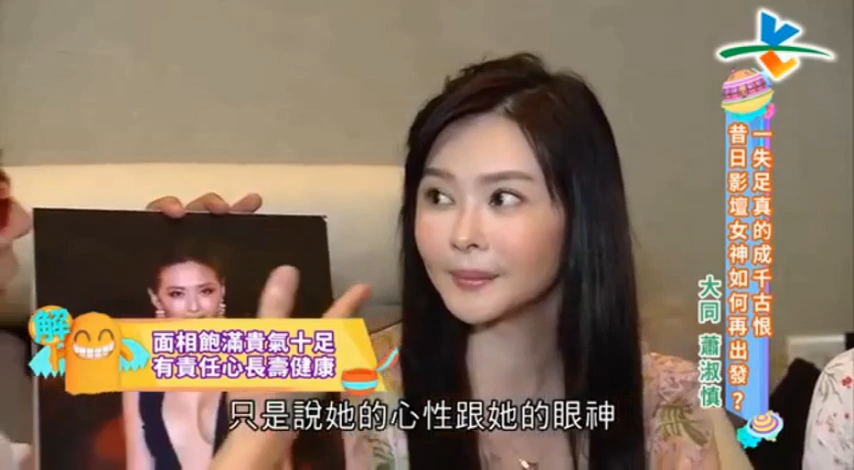 一失足真的成千古恨
昔日影壇女神如何再出發?
大同 蕭淑慎
解
面相飽滿貴氣十足
有責任心長壽健康
只是說她的心性跟她的眼神